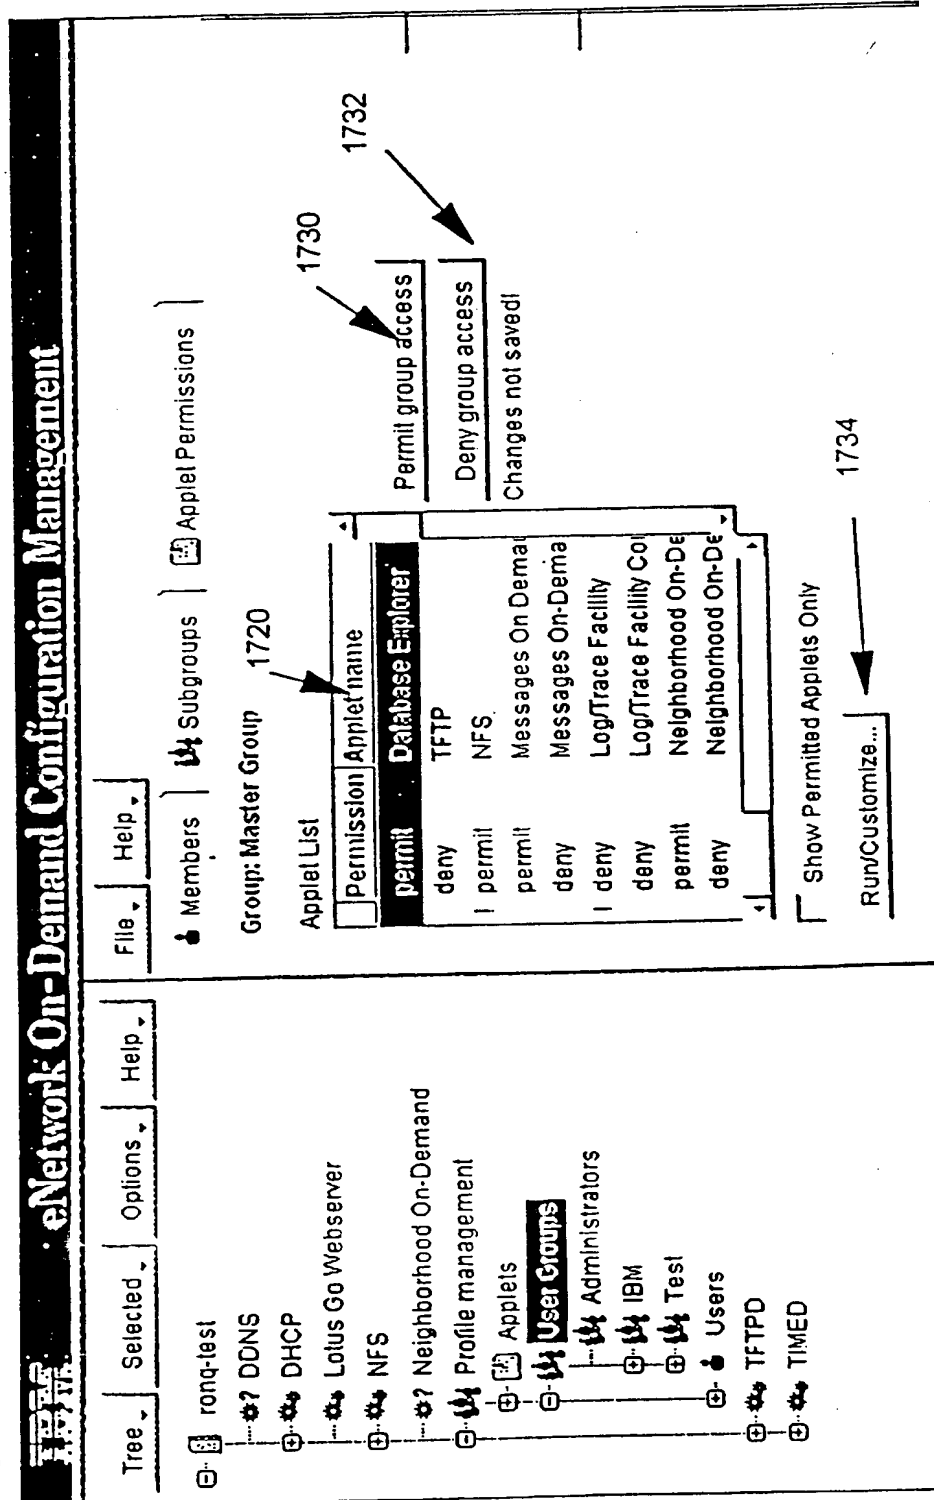 IBM eNetwork On-Demand Configuration Management
Tree Selected Options Help
ronq-test
? DDNS
DHCP
Lotus Go Webserver
NFS
? Neighborhood On-Demand
Profile management
Applets
User Groups
Administrators
IBM
Test
Users
TFTPD
TIMED
File Help
Members Subgroups Applet Permissions
Group: Master Group
1720
Applet List
Permission Applet name
permit Database Explorer
deny TFTP
! permit NFS
permit Messages On Demai
deny Messages On-Dema
! deny Log/Trace Facility
deny Log/Trace Facility Coi
permit Neighborhood On-De
deny Neighborhood On-De
1730
1732
Permit group access
Deny group access
Changes not saved!
Show Permitted Applets Only
Run/Customize...
1734